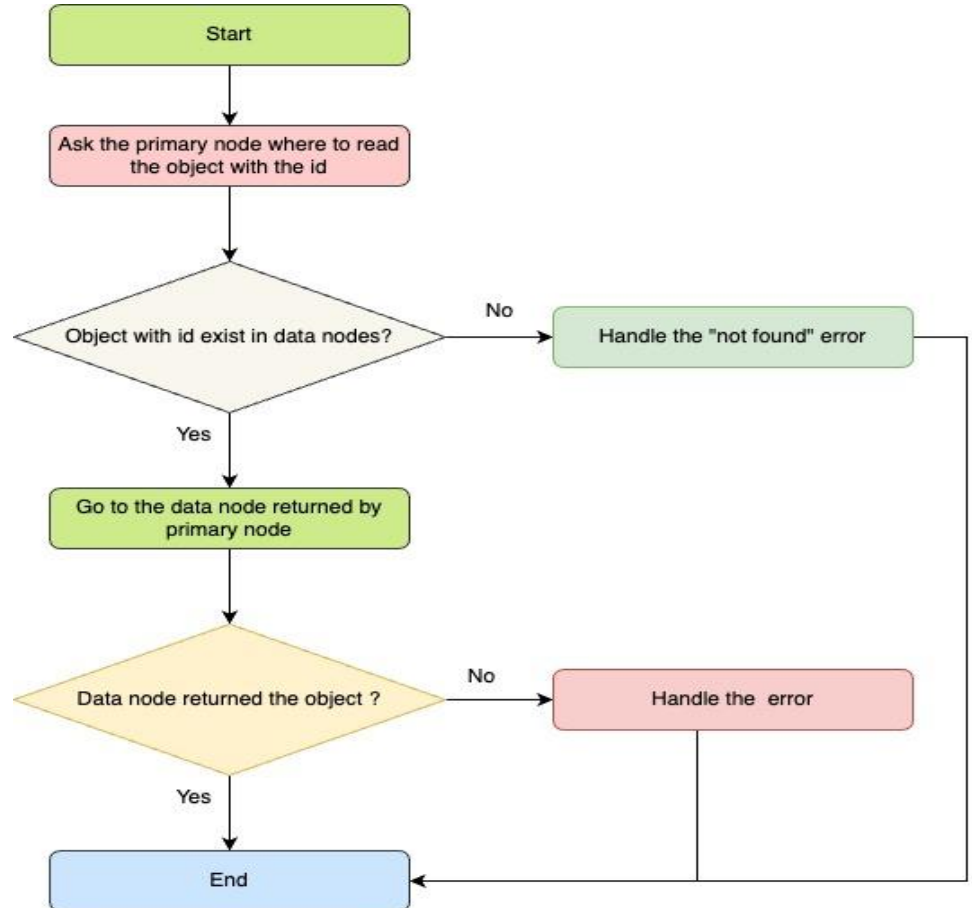 Start
Ask the primary node where to read
the object with the id
Object with id exist in data nodes?
No
Handle the "not found" error
Yes
Go to the data node returned by
primary node
Data node returned the object ?
No
Handle the  error
Yes
End